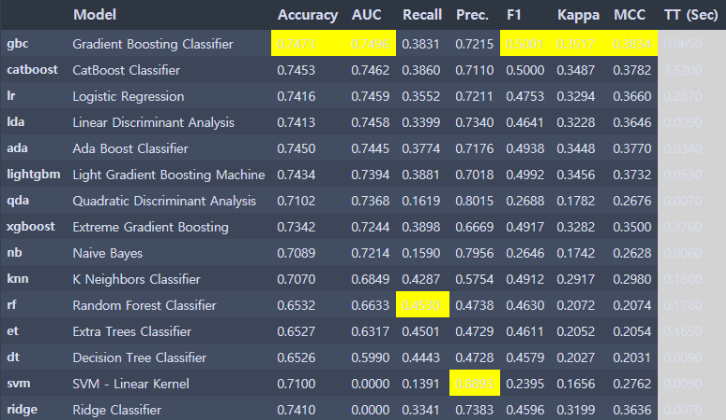 Model Accuracy AUC Recall Prec. F1 Kappa MCC TT (Sec)
gbc Gradient Boosting Classifier 0.7473 0.3831 0.7215 0.5001 0.0650
catboost CatBoost Classifier 0.7453 0.7462 0.3860 0.7110 0.5000 0.3487 0.3782 3.5200
lr Logistic Regression 0.7416 0.7459 0.3552 0.7211 0.4753 0.3294 0.3660 0.2870
lda Linear Discriminant Analysis 0.7413 0.7458 0.3399 0.7340 0.4641 0.3228 0.3646 0.0090
ada Ada Boost Classifier 0.7450 0.7445 0.3774 0.7176 0.4938 0.3448 0.3770 0.0340
lightgbm Light Gradient Boosting Machine 0.7434 0.7394 0.3881 0.7018 0.4992 0.3456 0.3732 0.0530
qda Quadratic Discriminant Analysis 0.7102 0.7368 0.1619 0.8015 0.2688 0.1782 0.2676 0.0070
xgboost Extreme Gradient Boosting 0.7342 0.7244 0.3898 0.6669 0.4917 0.3282 0.3500 0.3760
nb Naive Bayes 0.7089 0.7214 0.1590 0.7956 0.2646 0.1742 0.2628 0.0060
knn K Neighbors Classifier 0.7070 0.6849 0.4287 0.5754 0.4912 0.2917 0.2980 0.1800
rf Random Forest Classifier 0.6532 0.6633 0.4530 0.4738 0.4630 0.2072 0.2074 0.1780
et Extra Trees Classifier 0.6527 0.6317 0.4501 0.4729 0.4611 0.2052 0.2054 0.1650
dt Decision Tree Classifier 0.6526 0.5990 0.4443 0.4728 0.4579 0.2027 0.2031 0.0090
svm SVM - Linear Kernel 0.7100 0.0000 0.1391 0.2395 0.1656 0.2762 0.0090
ridge Ridge Classifier 0.7410 0.0000 0.3341 0.7383 0.4596 0.3199 0.3636 0.0070